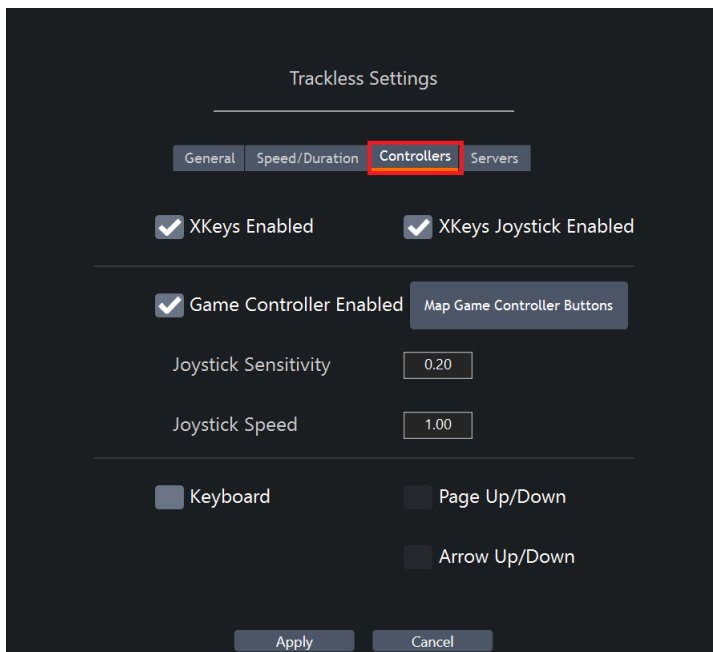 Trackless Settings
General Speed/Duration Controllers Servers
XKeys Enabled XKeys Joystick Enabled
Game Controller Enabled Map Game Controller Buttons
Joystick Sensitivity 0.20
Joystick Speed 1.00
Keyboard Page Up/Down
Arrow Up/Down
Apply Cancel